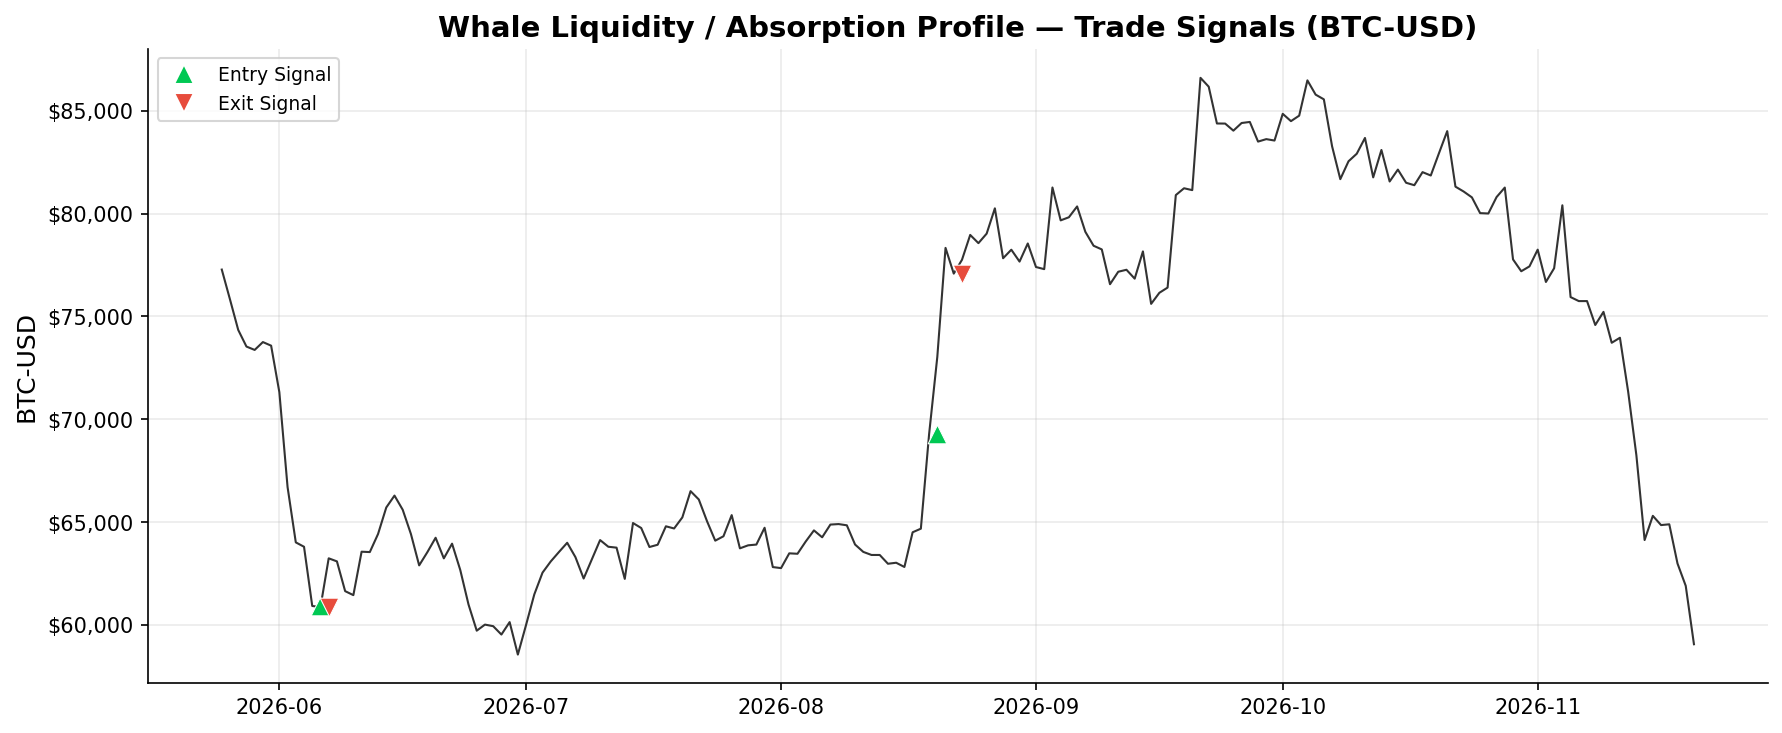 Whale Liquidity / Absorption Profile — Trade Signals (BTC-USD)
Entry Signal
Exit Signal
BTC-USD
$85,000
$80,000
$75,000
$70,000
$65,000
$60,000
2026-06 2026-07 2026-08 2026-09 2026-10 2026-11